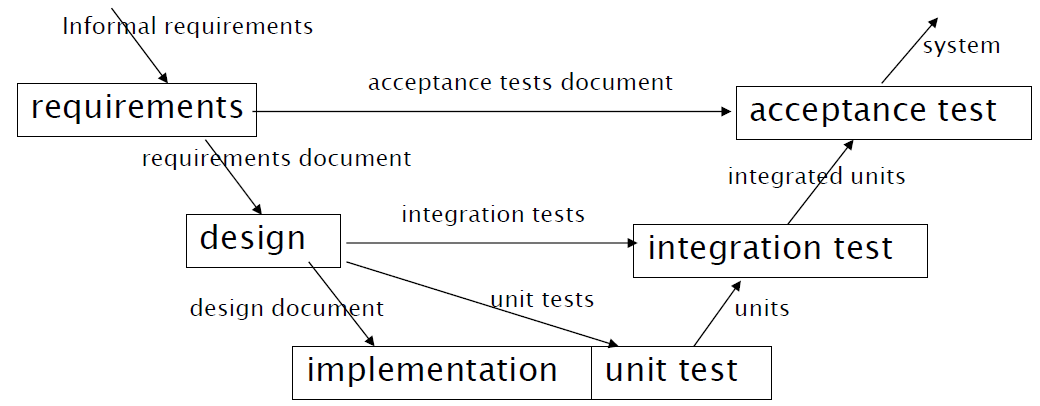 Informal requirements
system
acceptance tests document
requirements
acceptance test
requirements document
integrated units
integration tests
design
integration test
design document
unit tests
units
implementation
unit test